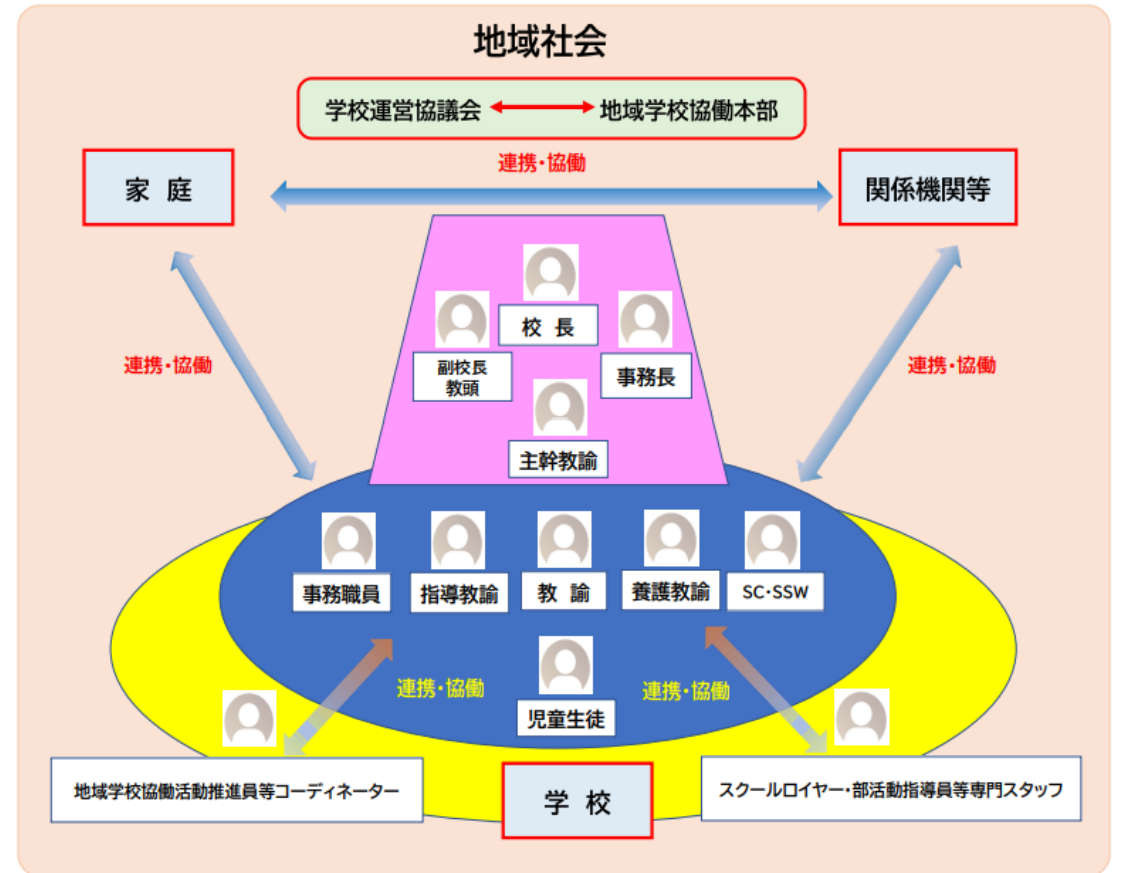 地域社会
学校運営協議会 地域学校協働本部
連携・協働
家 庭
関係機関等
校 長
副校長
教頭
事務長
連携・協働
連携・協働
主幹教諭
事務職員
指導教諭
教 諭
養護教諭
SC・SSW
連携・協働
連携・協働
児童生徒
地域学校協働活動推進員等コーディネーター
学 校
スクールロイヤー・部活動指導員等専門スタッフ